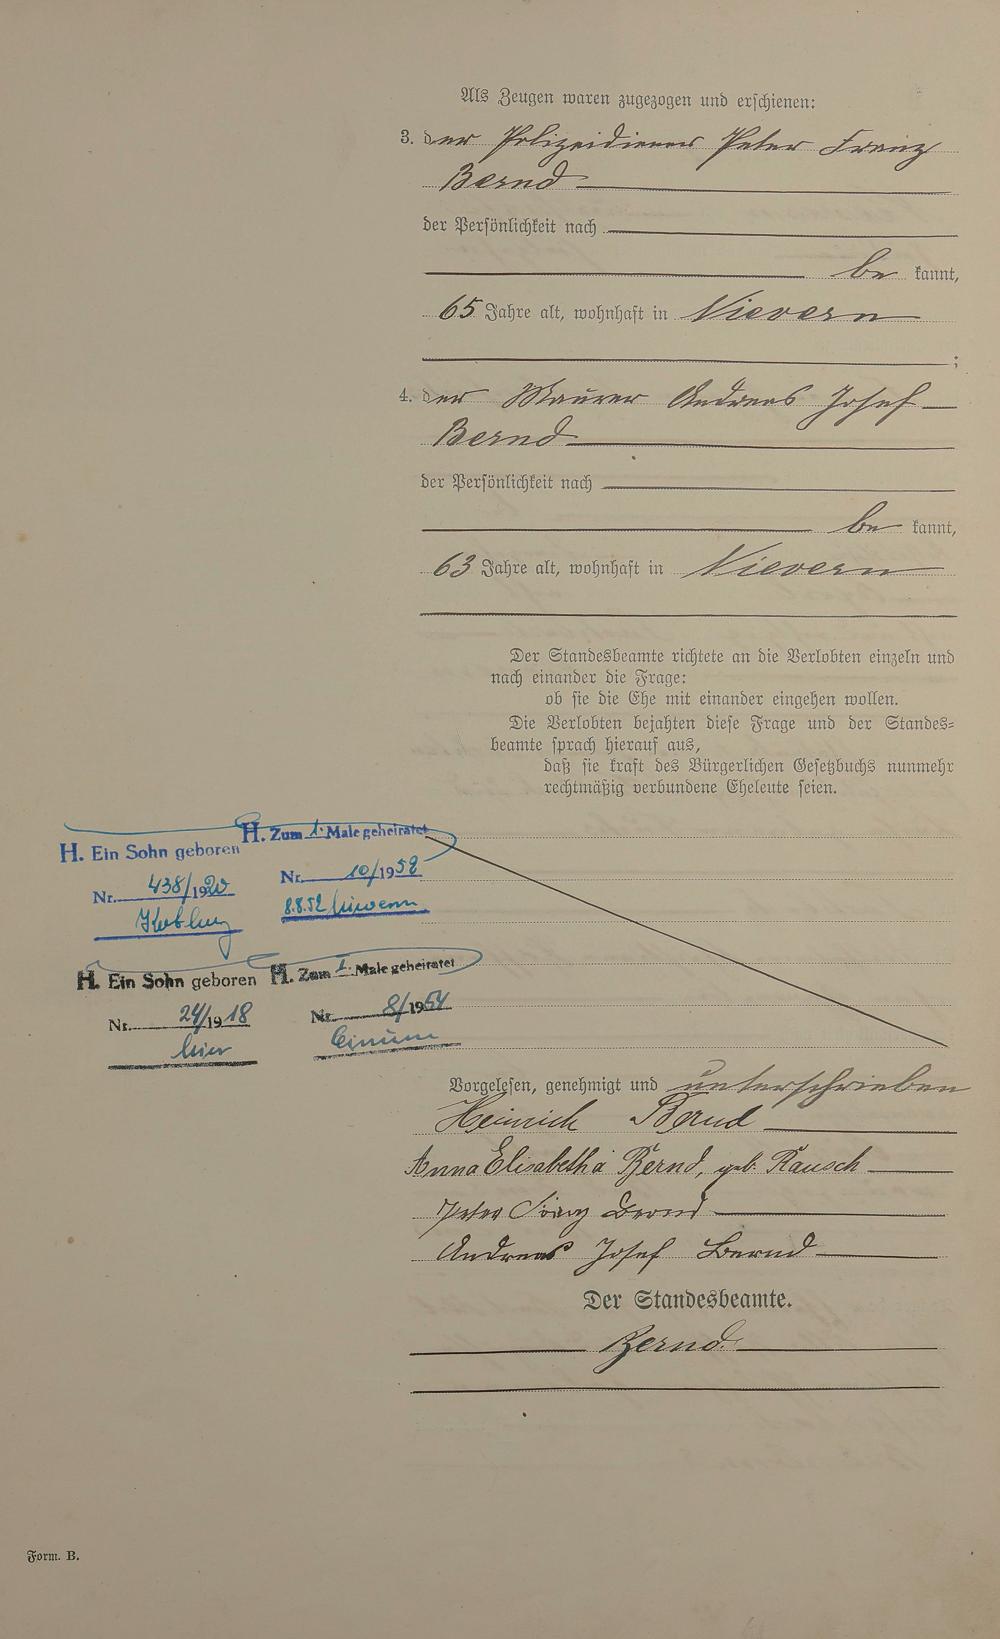 Als Zeugen waren zugezogen und erschienen:
3. der Polizeidiener Peter Franz
Bernd
der Persönlichkeit nach
be kannt,
65 Jahre alt, wohnhaft in Nievern
;
4. der Maurer Andreas Josef
Bernd
der Persönlichkeit nach
be kannt,
63 Jahre alt, wohnhaft in Nievern
Der Standesbeamte richtete an die Verlobten einzeln und
nach einander die Frage:
ob sie die Ehe mit einander eingehen wollen.
Die Verlobten bejahten diese Frage und der Standes=
beamte sprach hierauf aus,
daß sie kraft des Bürgerlichen Gesetzbuchs nunmehr
rechtmäßig verbundene Eheleute seien.
H. Ein Sohn geboren
Nr. 438/1920
Koblenz
H. Zum 1. Male geheiratet
Nr. 10/1952
8.8.52 Nievern
H. Ein Sohn geboren
Nr. 24/1918
hier
H. Zum I. Male geheiratet
Nr. 8/1954
Vorgelesen, genehmigt und unterschrieben
Heinrich Bernd
Anna Elisabetha Bernd, geb. Rausch
Peter Franz Bernd
Andreas Josef Bernd
Der Standesbeamte.
Bernd.
Form. B.